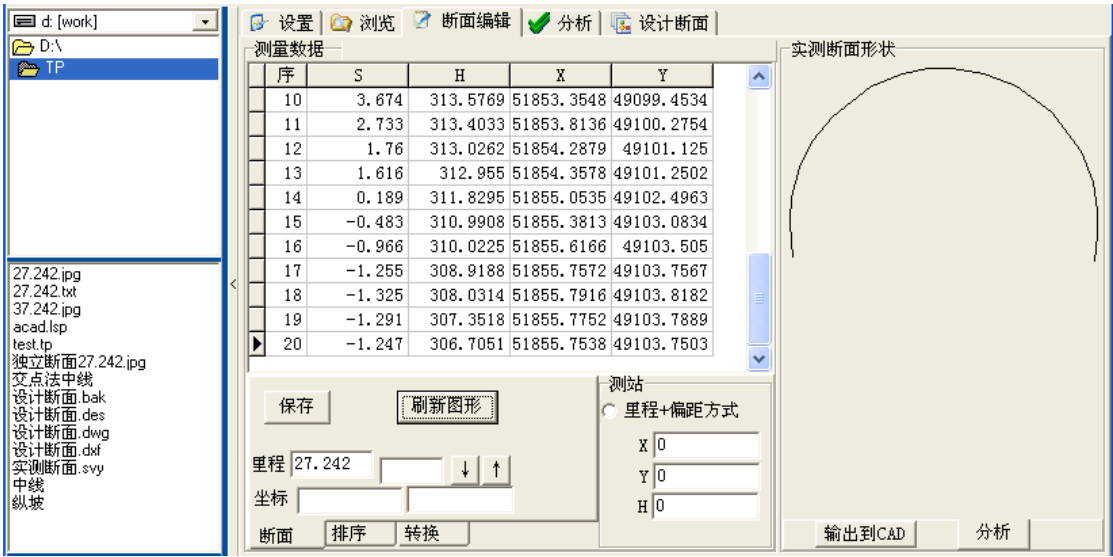 d: [work]
D:\
TP
27.242.jpg
27.242.txt
37.242.jpg
acad.lsp
test.tp
独立断面27.242.jpg
交点法中线
设计断面.bak
设计断面.des
设计断面.dwg
设计断面.dxf
实测断面.svy
中线
纵坡
设置 浏览 断面编辑 分析 设计断面
测量数据
序 S H X Y
10 3.674 313.5769 51853.3548 49099.4534
11 2.733 313.4033 51853.8136 49100.2754
12 1.76 313.0262 51854.2879 49101.125
13 1.616 312.955 51854.3578 49101.2502
14 0.189 311.8295 51855.0535 49102.4963
15 -0.483 310.9908 51855.3813 49103.0834
16 -0.966 310.0225 51855.6166 49103.505
17 -1.255 308.9188 51855.7572 49103.7567
18 -1.325 308.0314 51855.7916 49103.8182
19 -1.291 307.3518 51855.7752 49103.7889
20 -1.247 306.7051 51855.7538 49103.7503
保存 刷新图形
里程 27.242 ↓ ↑
坐标
断面 排序 转换
测站
里程+偏距方式
X 0
Y 0
H 0
实测断面形状
输出到CAD 分析